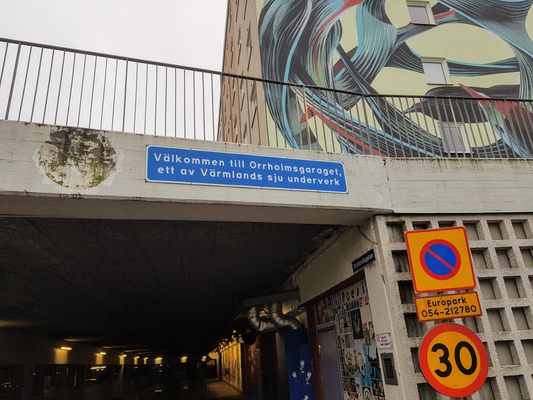 Välkommen till Orrholmsgaraget,
ett av Värmlands sju underverk
Europark
054-212780
30